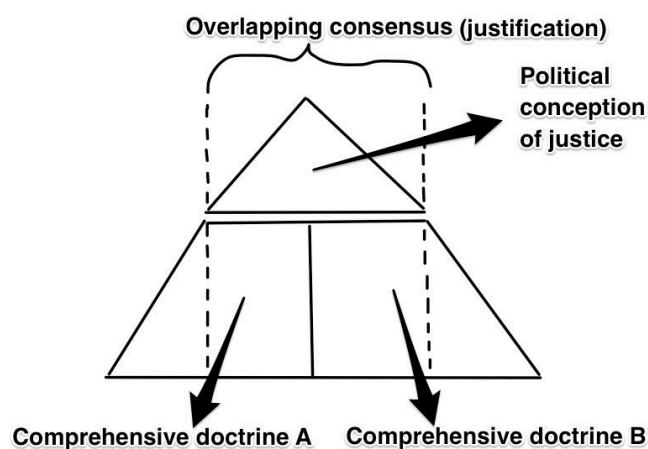 Overlapping consensus (justification)
Political
conception
of justice
Comprehensive doctrine A
Comprehensive doctrine B